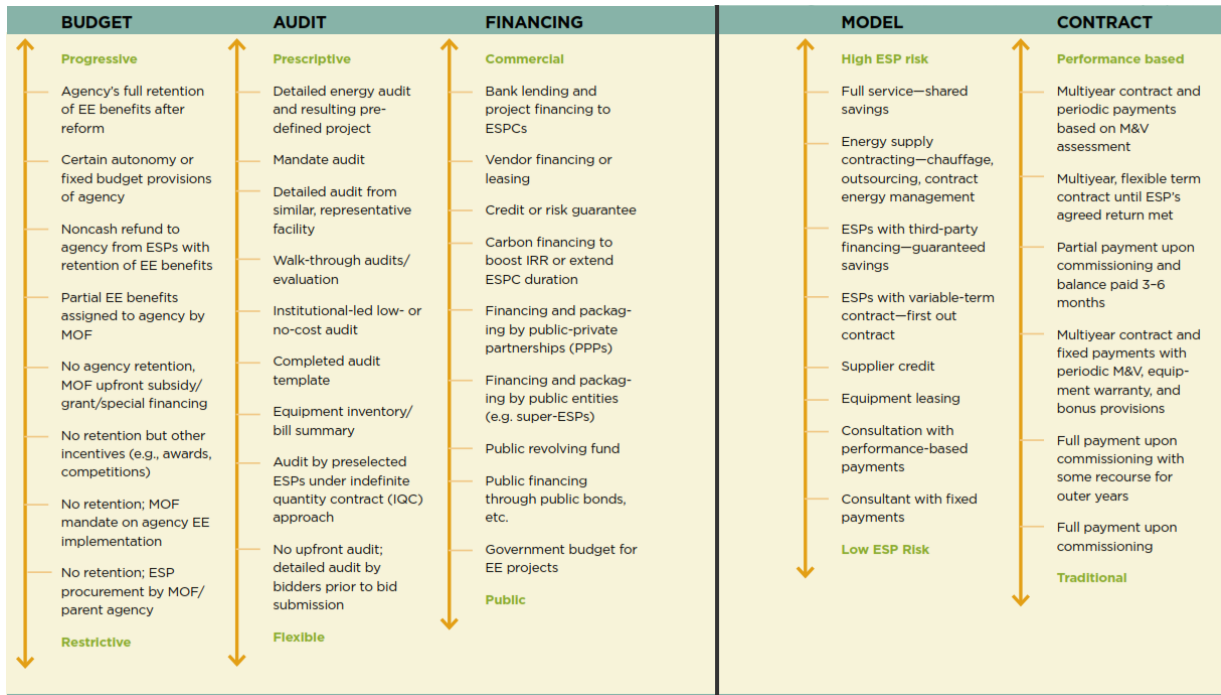 BUDGET
Progressive
Agency's full retention
of EE benefits after
reform
Certain autonomy or
fixed budget provisions
of agency
Noncash refund to
agency from ESPs with
retention of EE benefits
Partial EE benefits
assigned to agency by
MOF
No agency retention,
MOF upfront subsidy/
grant/special financing
No retention but other
incentives (e.g., awards,
competitions)
No retention; MOF
mandate on agency EE
implementation
No retention; ESP
procurement by MOF/
parent agency
Restrictive
AUDIT
Prescriptive
Detailed energy audit
and resulting pre-
defined project
Mandate audit
Detailed audit from
similar, representative
facility
Walk-through audits/
evaluation
Institutional-led low- or
no-cost audit
Completed audit
template
Equipment inventory/
bill summary
Audit by preselected
ESPs under indefinite
quantity contract (IQC)
approach
No upfront audit;
detailed audit by
bidders prior to bid
submission
Flexible
FINANCING
Commercial
Bank lending and
project financing to
ESPCs
Vendor financing or
leasing
Credit or risk guarantee
Carbon financing to
boost IRR or extend
ESPC duration
Financing and packag-
ing by public-private
partnerships (PPPs)
Financing and packag-
ing by public entities
(e.g. super-ESPs)
Public revolving fund
Public financing
through public bonds,
etc.
Government budget for
EE projects
Public
MODEL
High ESP risk
Full service—shared
savings
Energy supply
contracting—chauffage,
outsourcing, contract
energy management
ESPs with third-party
financing—guaranteed
savings
ESPs with variable-term
contract—first out
contract
Supplier credit
Equipment leasing
Consultation with
performance-based
payments
Consultant with fixed
payments
Low ESP Risk
CONTRACT
Performance based
Multiyear contract and
periodic payments
based on M&V
assessment
Multiyear, flexible term
contract until ESP's
agreed return met
Partial payment upon
commissioning and
balance paid 3–6
months
Multiyear contract and
fixed payments with
periodic M&V, equip-
ment warranty, and
bonus provisions
Full payment upon
commissioning with
some recourse for
outer years
Full payment upon
commissioning
Traditional